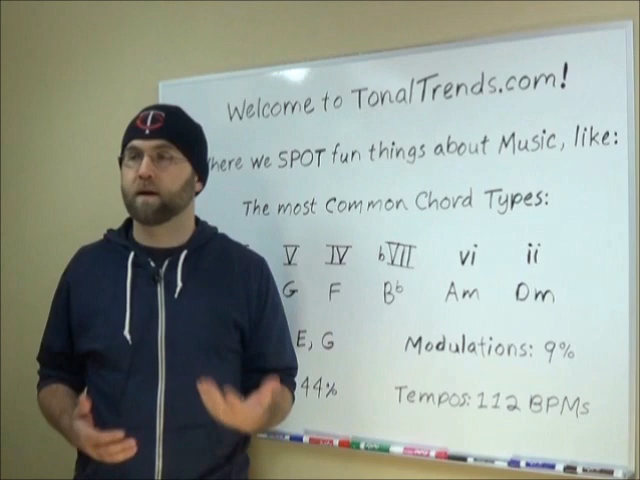 Welcome to TonalTrends.com!
here we SPOT fun things about Music, like:
The most Common Chord Types:
V IV bVII vi ii
G F Bb Am Dm
E, G Modulations: 9%
44% Tempos: 112 BPMs